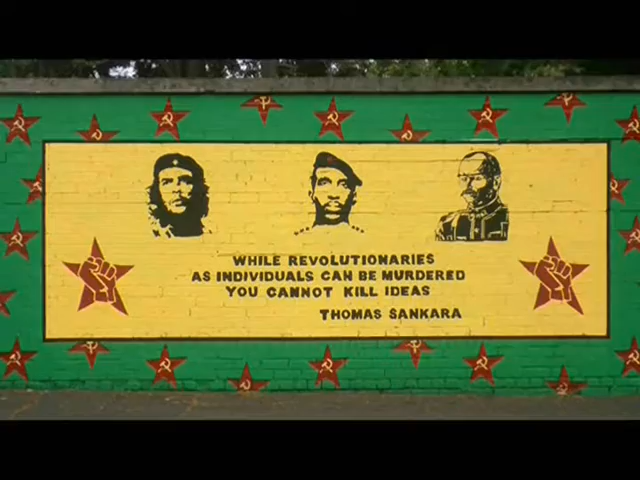 WHILE REVOLUTIONARIES
AS INDIVIDUALS CAN BE MURDERED
YOU CANNOT KILL IDEAS
THOMAS SANKARA